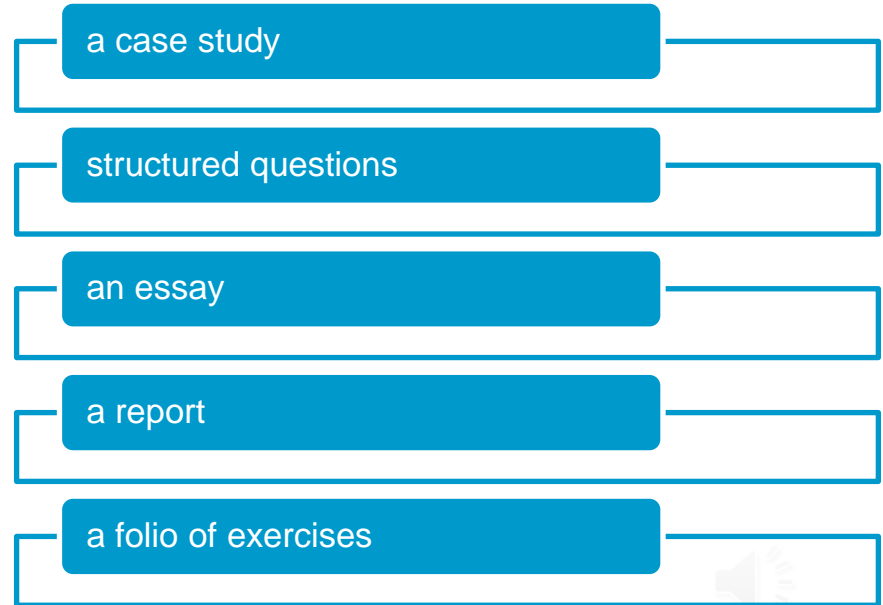 a case study
structured questions
an essay
a report
a folio of exercises